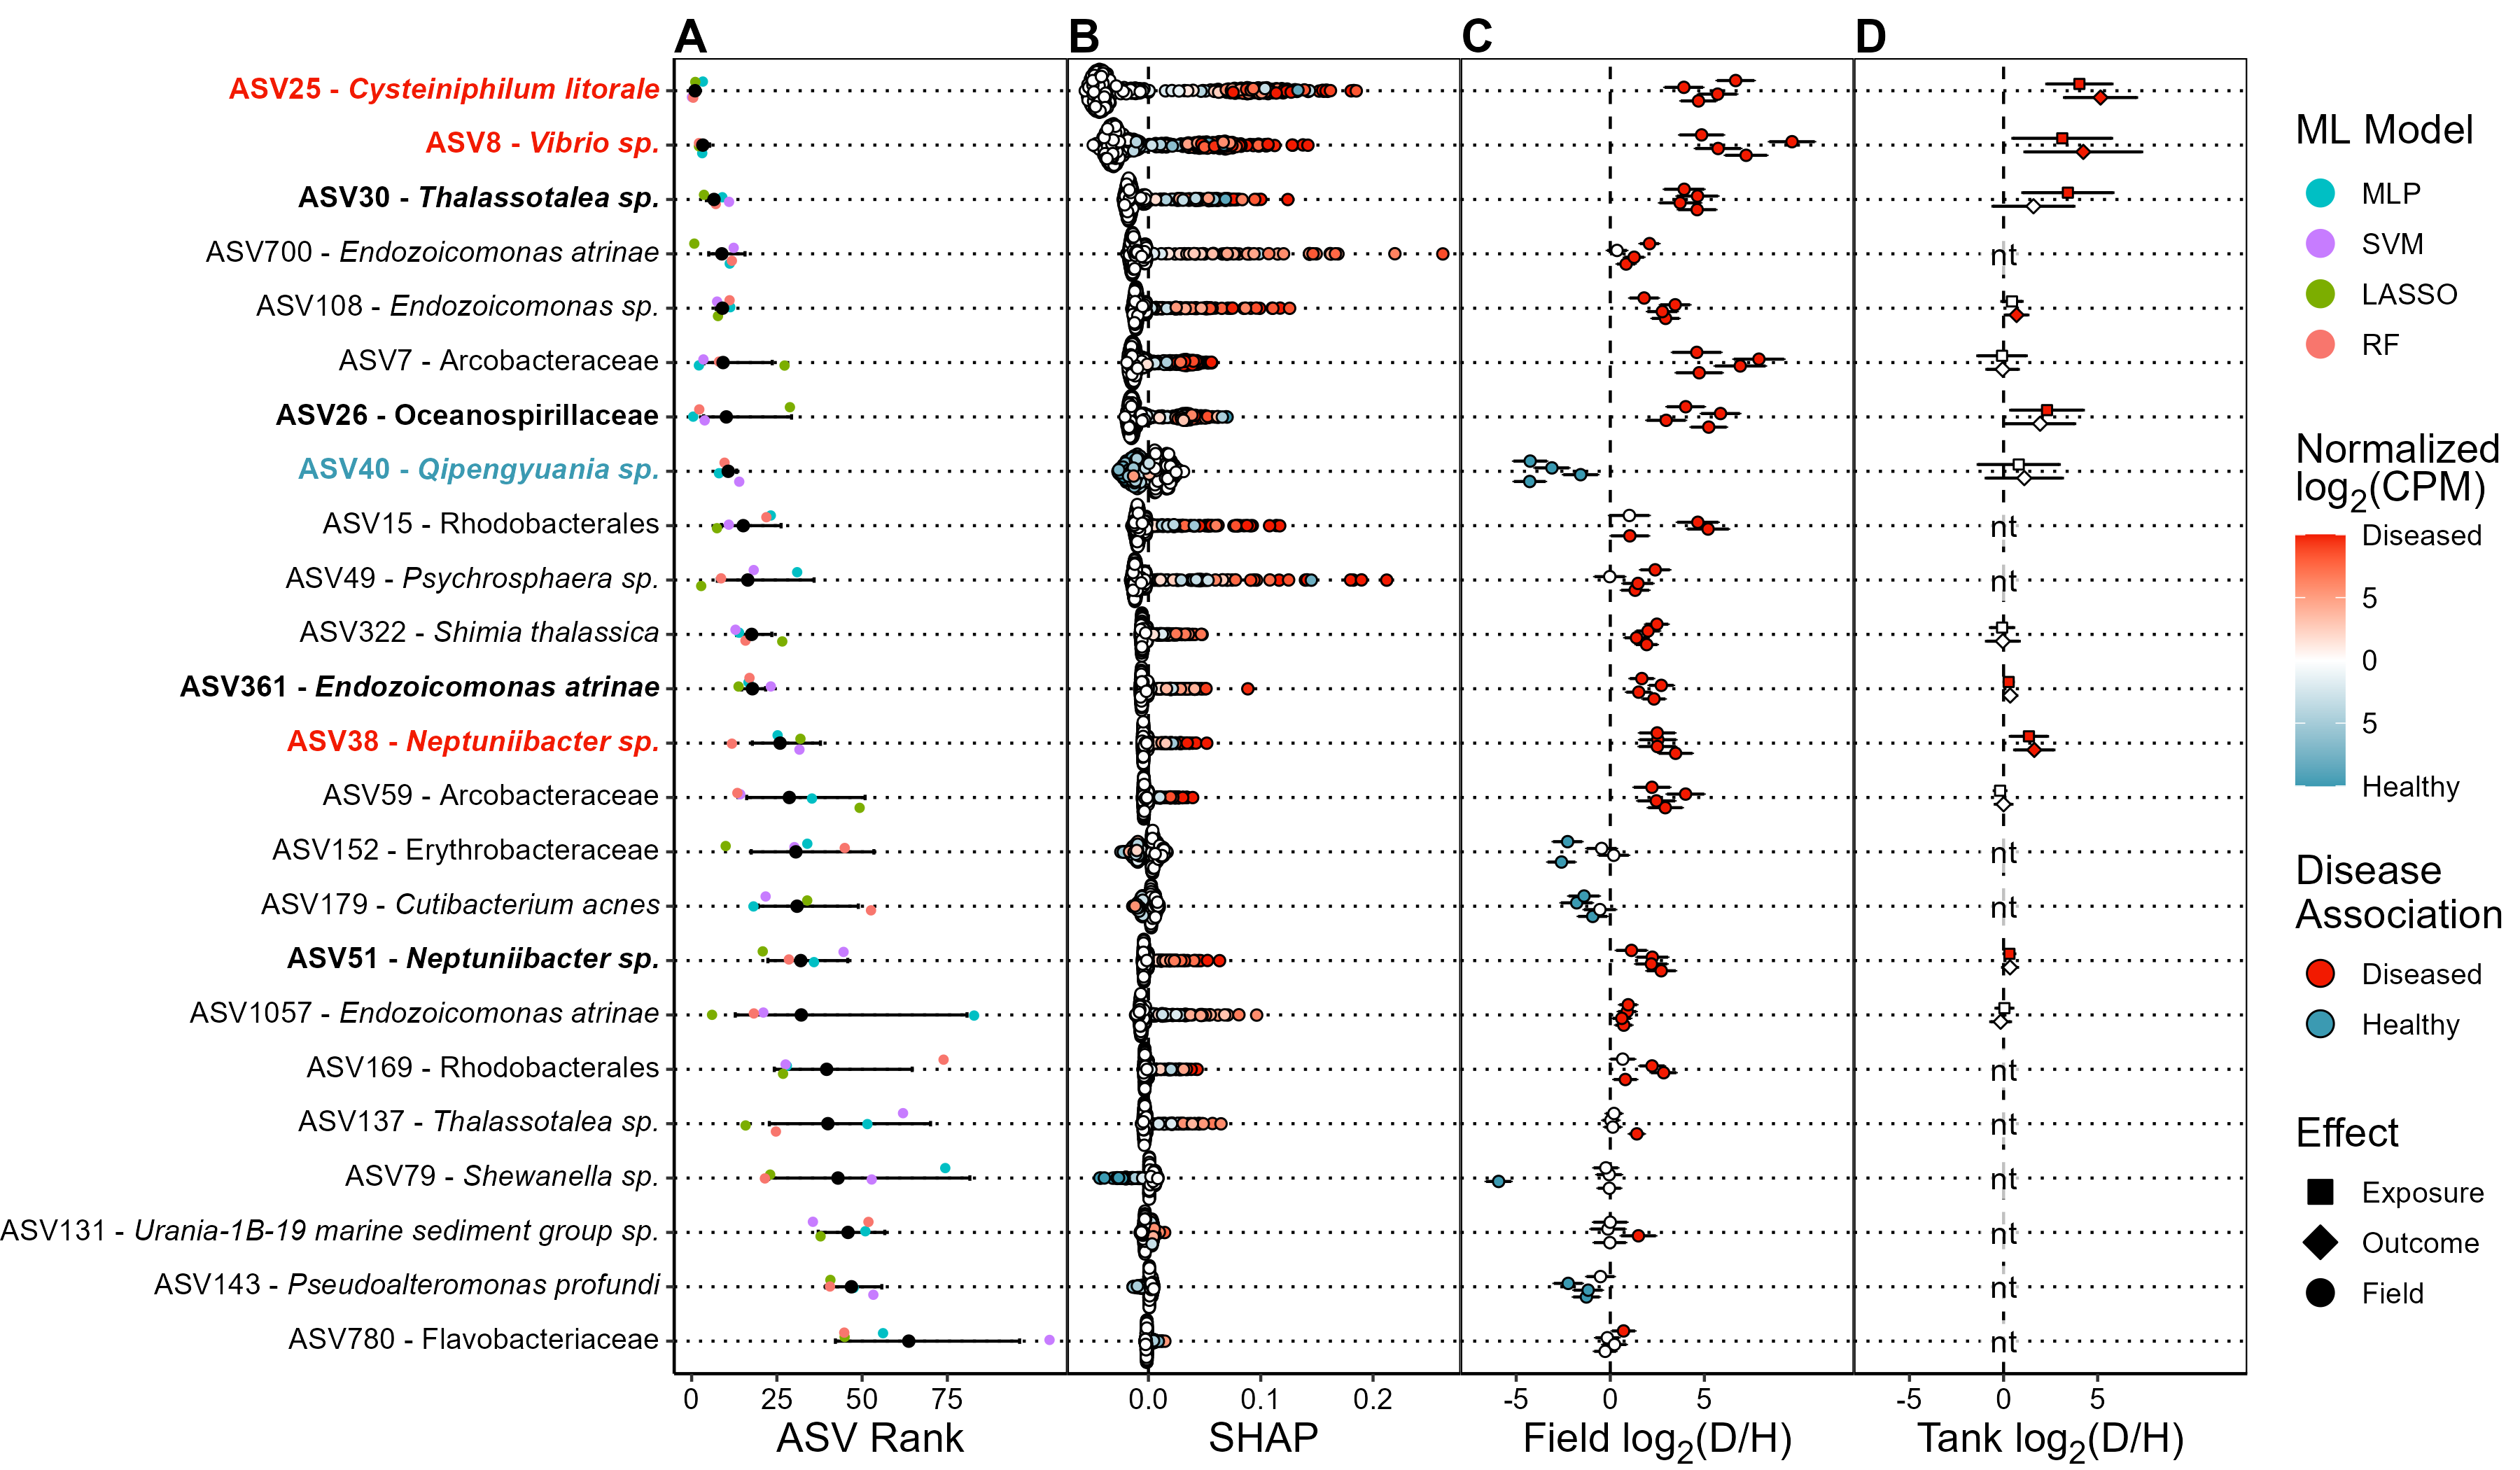 A B C D
ASV25 - Cysteiniphilum litorale
ASV8 - Vibrio sp.
ASV30 - Thalassotalea sp.
ASV700 - Endozoicomonas atrinae nt
ASV108 - Endozoicomonas sp.
ASV7 - Arcobacteraceae
ASV26 - Oceanospirillaceae
ASV40 - Qipengyuania sp.
ASV15 - Rhodobacterales nt
ASV49 - Psychrosphaera sp. nt
ASV322 - Shimia thalassica
ASV361 - Endozoicomonas atrinae
ASV38 - Neptuniibacter sp.
ASV59 - Arcobacteraceae
ASV152 - Erythrobacteraceae nt
ASV179 - Cutibacterium acnes nt
ASV51 - Neptuniibacter sp.
ASV1057 - Endozoicomonas atrinae
ASV169 - Rhodobacterales nt
ASV137 - Thalassotalea sp. nt
ASV79 - Shewanella sp. nt
ASV131 - Urania-1B-19 marine sediment group sp. nt
ASV143 - Pseudoalteromonas profundi nt
ASV780 - Flavobacteriaceae nt
0 25 50 75 0.0 0.1 0.2 -5 0 5 -5 0 5
ASV Rank SHAP Field log2(D/H) Tank log2(D/H)
ML Model
MLP
SVM
LASSO
RF
Normalized
log2(CPM)
Diseased
5
0
5
Healthy
Disease
Association
Diseased
Healthy
Effect
Exposure
Outcome
Field